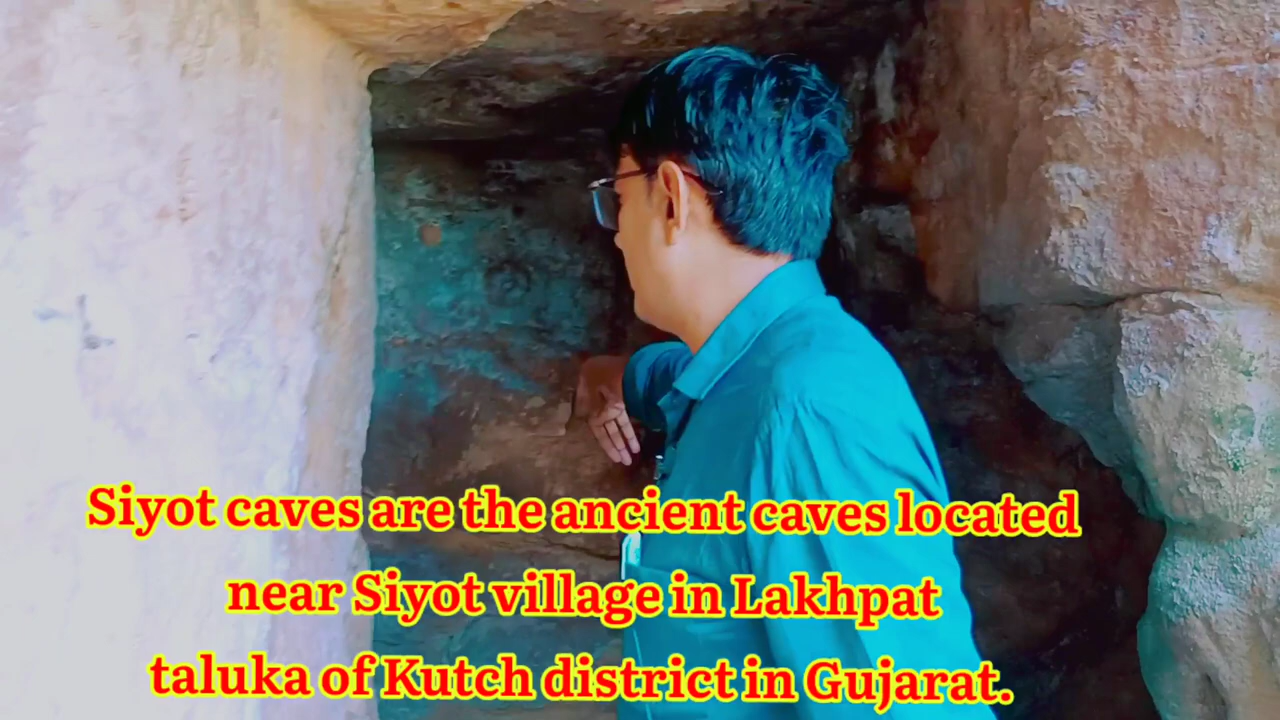 Siyot caves are the ancient caves located
near Siyot village in Lakhpat
taluka of Kutch district in Gujarat.